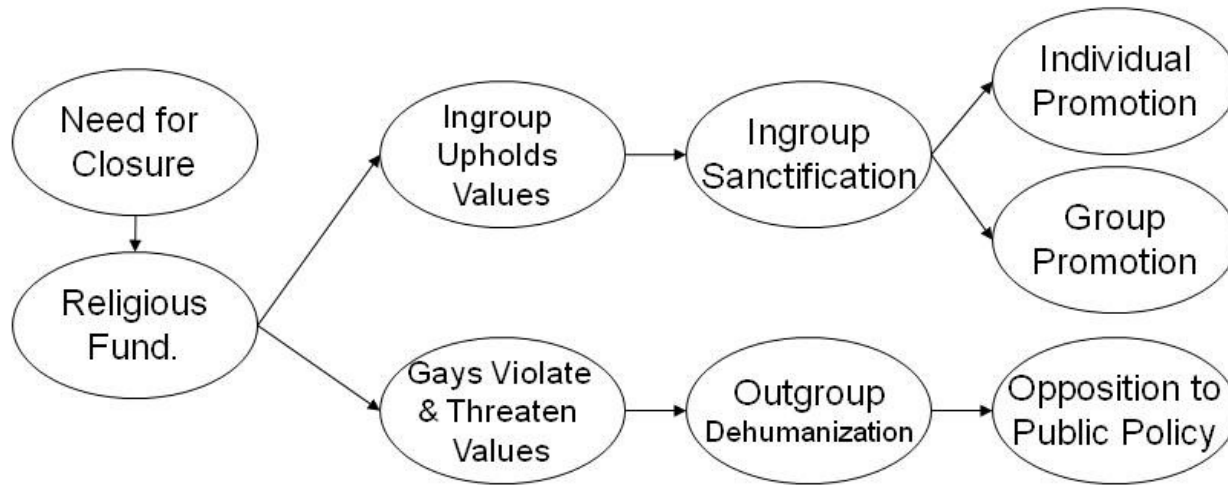 Need for
Closure
Religious
Fund.
Ingroup
Upholds
Values
Ingroup
Sanctification
Individual
Promotion
Group
Promotion
Gays Violate
& Threaten
Values
Outgroup
Dehumanization
Opposition to
Public Policy